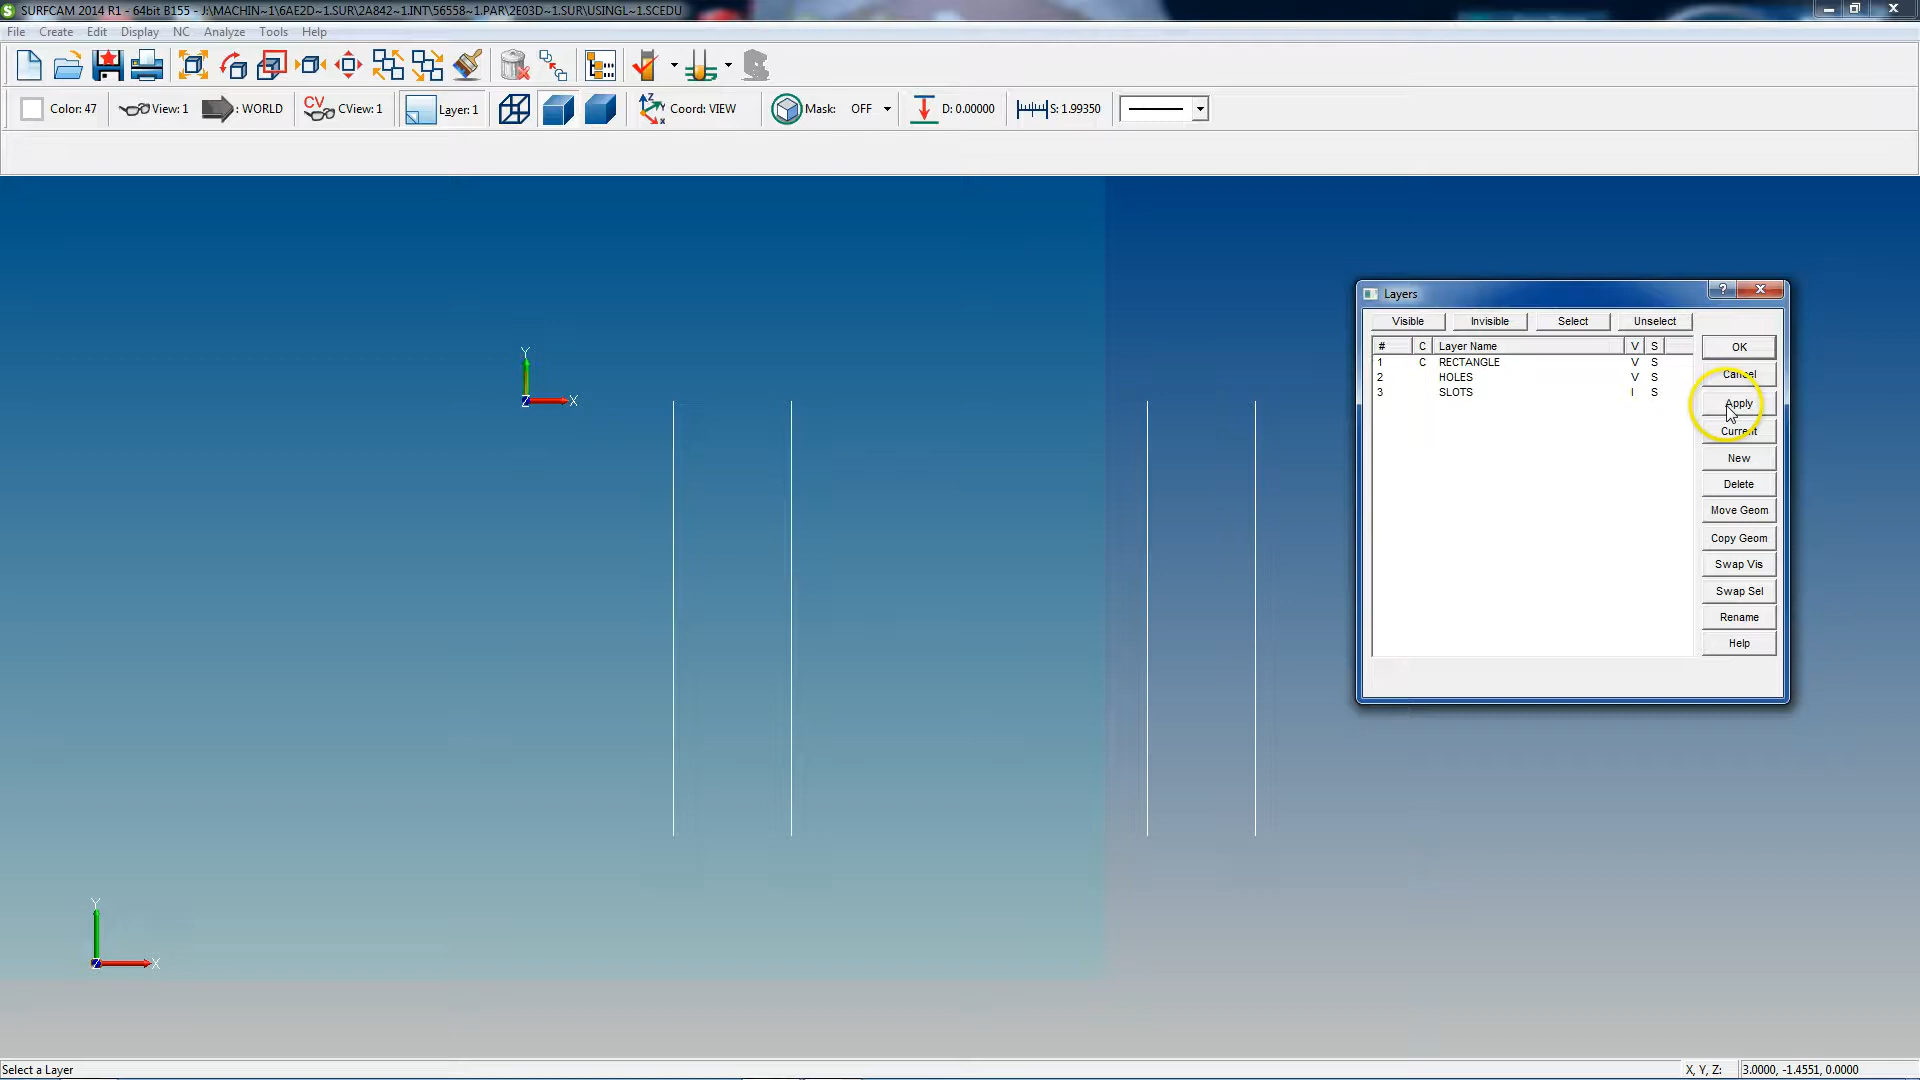 SURFCAM 2014 R1 - 64bit B155 - J:\MACHIN~1\6AE2D~1.SUR\2A842~1.INT\56558~1.PAR\2E03D~1.SUR\USINGL~1.SCEDU
File Create Edit Display NC Analyze Tools Help
Color: 47 View: 1 : WORLD CV CView: 1 Layer: 1 Coord: VIEW Mask: OFF D: 0.00000 S: 1.99350
Layers
Visible Invisible Select Unselect
# C Layer Name V S
1 C RECTANGLE V S
2 HOLES V S
3 SLOTS I S
OK
Cancel
Apply
Current
New
Delete
Move Geom
Copy Geom
Swap Vis
Swap Sel
Rename
Help
Y
Z X
Y
Z X
Select a Layer X, Y, Z: 3.0000, -1.4551, 0.0000